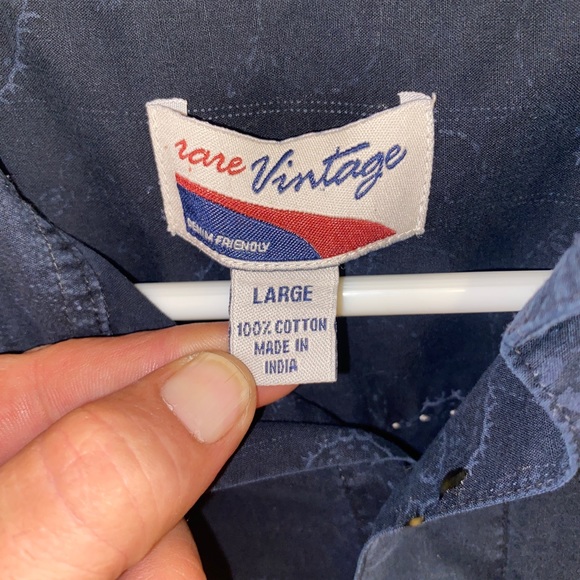 rare Vintage
DENIM FRIENDLY
LARGE
100% COTTON
MADE IN
INDIA